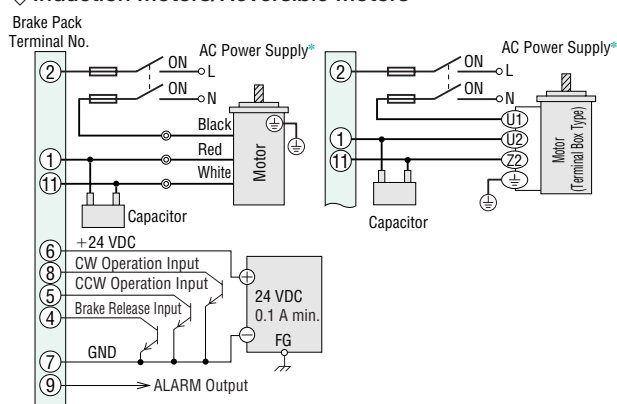 ◇Induction Motors/Reversible Motors
Brake Pack
Terminal No.
AC Power Supply*
2
ON
L
ON
N
Black
Red
White
1
11
Motor
Capacitor
AC Power Supply*
2
ON
L
ON
N
U1
U2
Z2
1
11
Motor
(Terminal Box Type)
Capacitor
6
+24 VDC
8
CW Operation Input
5
CCW Operation Input
4
Brake Release Input
7
GND
9
ALARM Output
+
24 VDC
0.1 A min.
−
FG